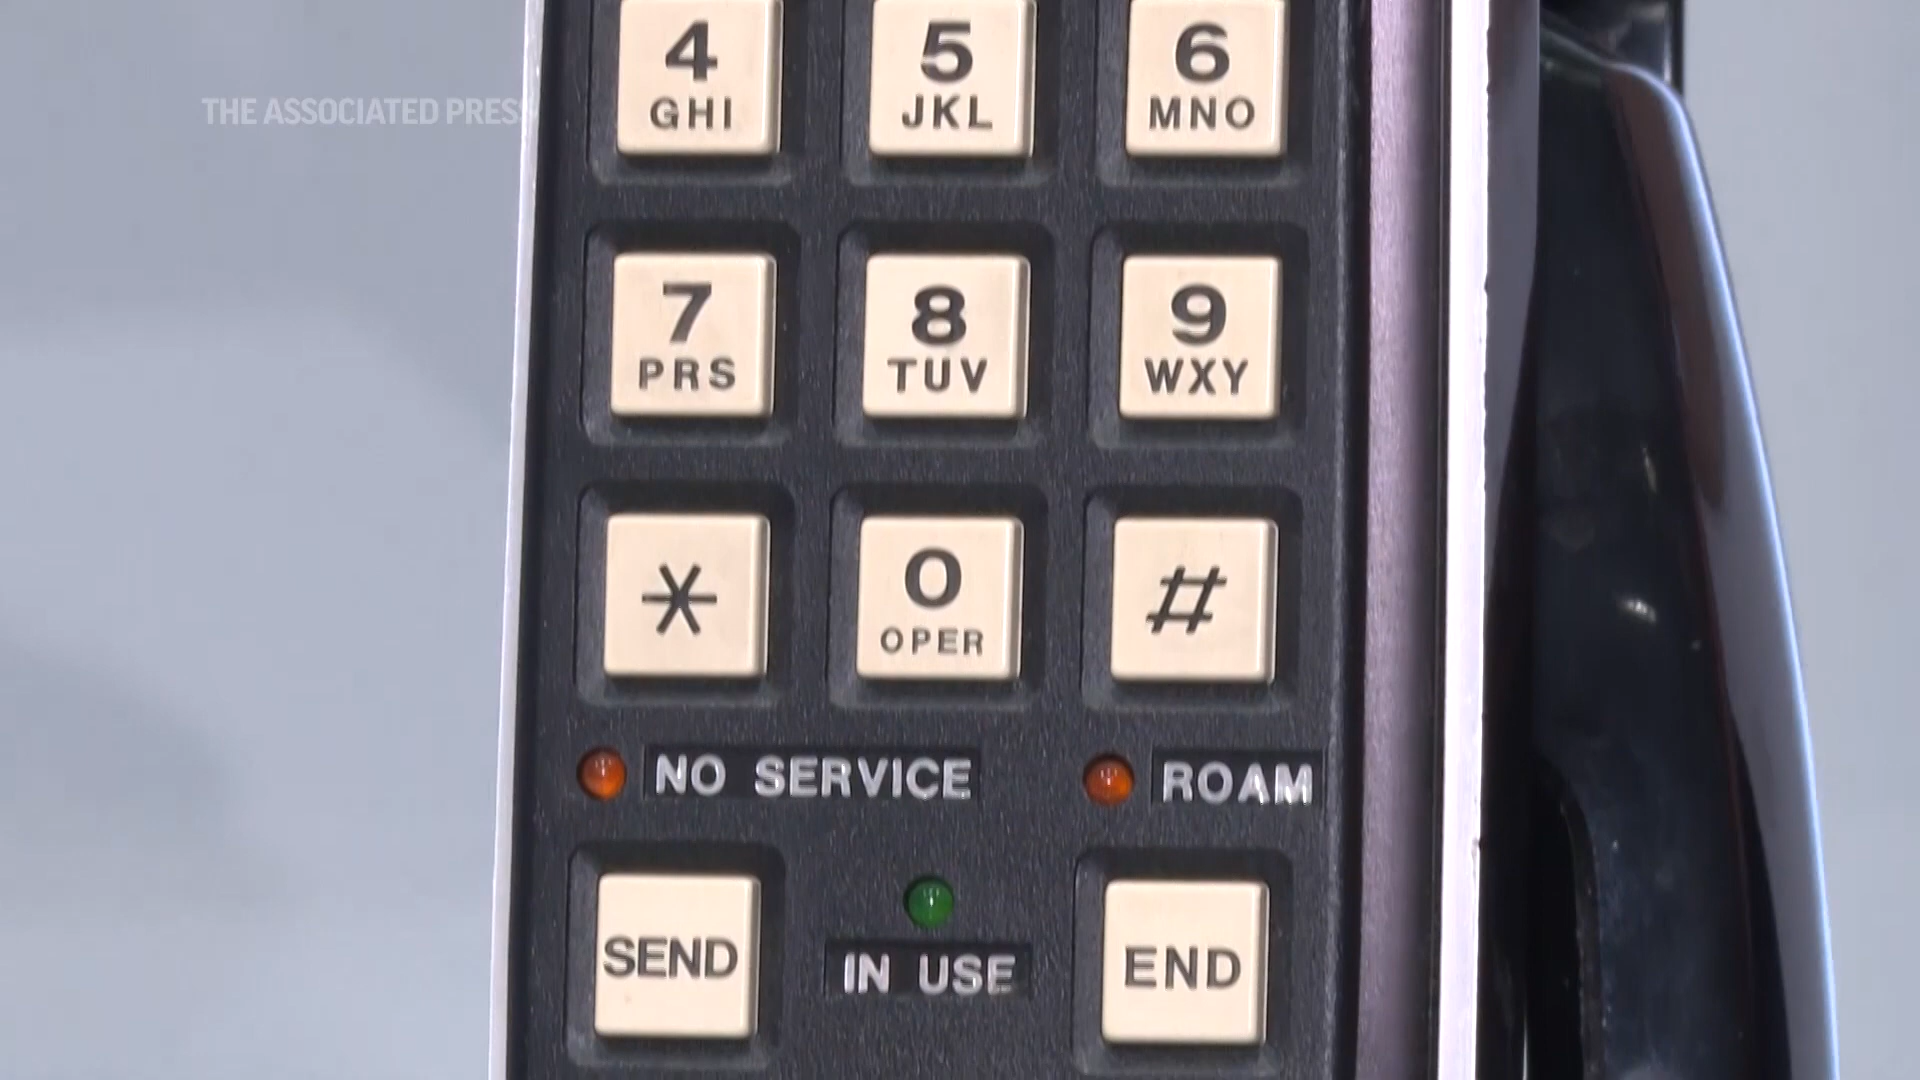 4 5 6
GHI JKL MNO
THE ASSOCIATED PRESS
7 8 9
PRS TUV WXY
* 0 #
OPER
NO SERVICE ROAM
SEND IN USE END